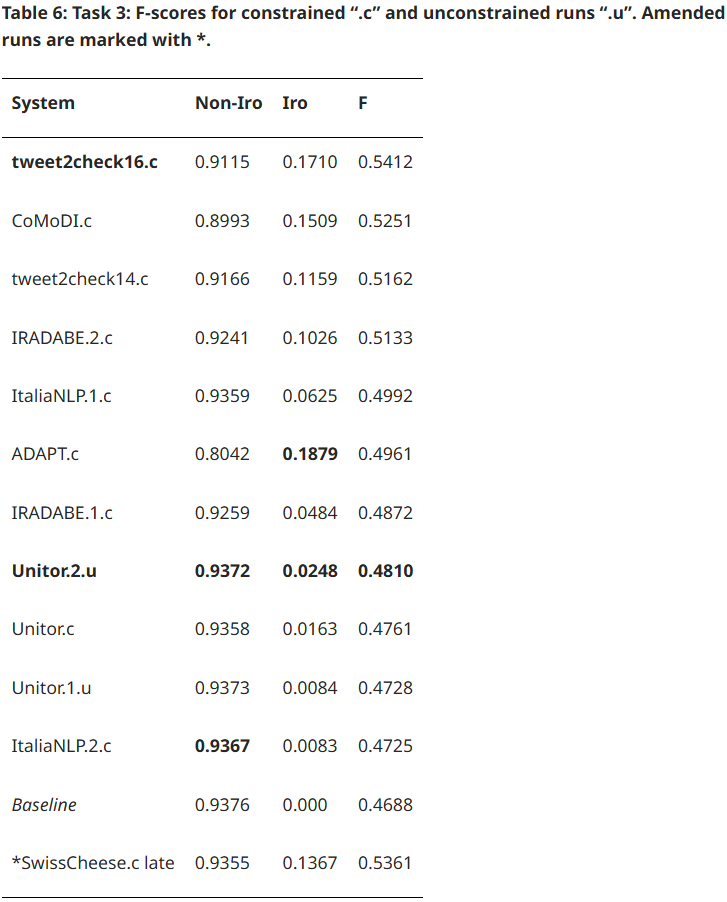 Table 6: Task 3: F-scores for constrained “.c” and unconstrained runs “.u”. Amended
runs are marked with *.
System Non-Iro Iro F
tweet2check16.c 0.9115 0.1710 0.5412
CoMoDI.c 0.8993 0.1509 0.5251
tweet2check14.c 0.9166 0.1159 0.5162
IRADABE.2.c 0.9241 0.1026 0.5133
ItaliaNLP.1.c 0.9359 0.0625 0.4992
ADAPT.c 0.8042 0.1879 0.4961
IRADABE.1.c 0.9259 0.0484 0.4872
Unitor.2.u 0.9372 0.0248 0.4810
Unitor.c 0.9358 0.0163 0.4761
Unitor.1.u 0.9373 0.0084 0.4728
ItaliaNLP.2.c 0.9367 0.0083 0.4725
Baseline 0.9376 0.000 0.4688
*SwissCheese.c late 0.9355 0.1367 0.5361